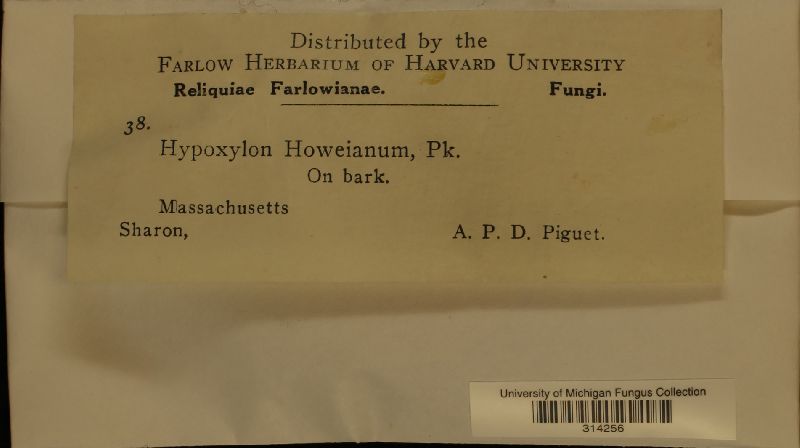 Distributed by the
FARLOW HERBARIUM OF HARVARD UNIVERSITY
Reliquiae Farlowianae. Fungi.
38.
Hypoxylon Howeianum, Pk.
On bark.
Massachusetts
Sharon, A. P. D. Piguet.
University of Michigan Fungus Collection
314256